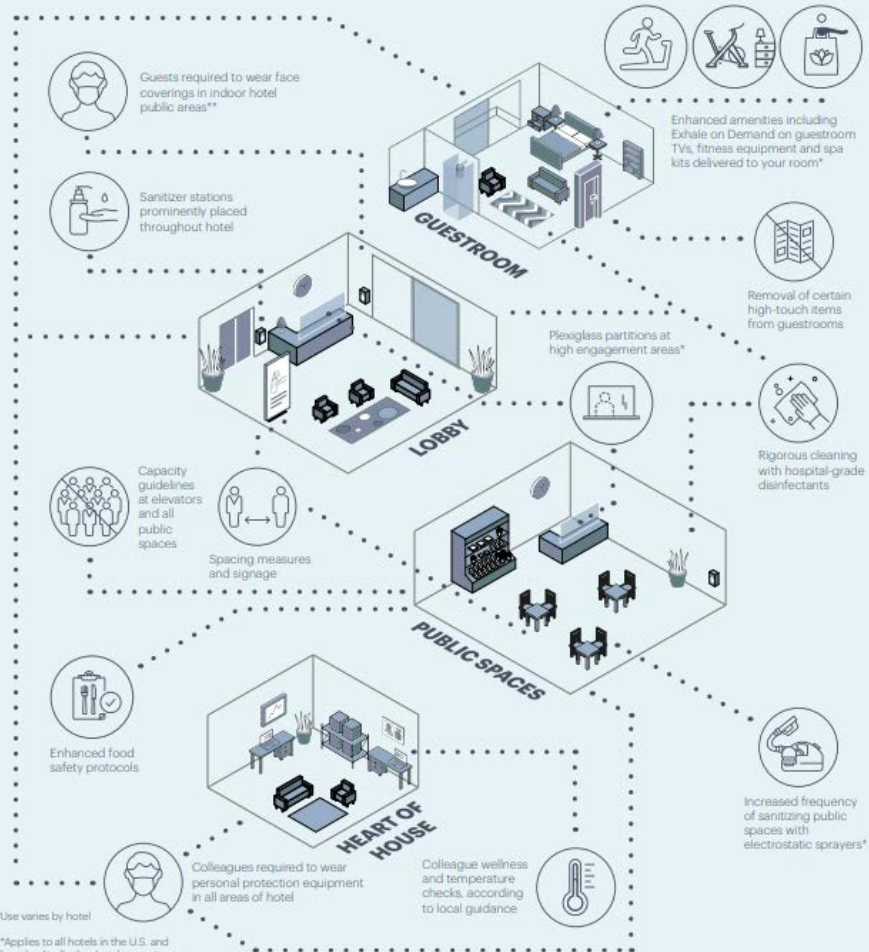 Guests required to wear face
coverings in indoor hotel
public areas**
Enhanced amenities including
Exhale on Demand on guestroom
TVs, fitness equipment and spa
kits delivered to your room*
Sanitizer stations
prominently placed
throughout hotel
GUESTROOM
Removal of certain
high-touch items
from guestrooms
Plexiglass partitions at
high engagement areas*
LOBBY
Rigorous cleaning
with hospital-grade
disinfectants
Capacity
guidelines
at elevators
and all
public
spaces
Spacing measures
and signage
PUBLIC SPACES
Enhanced food
safety protocols
Increased frequency
of sanitizing public
spaces with
electrostatic sprayers*
HEART OF
HOUSE
Colleagues required to wear
personal protection equipment
in all areas of hotel
Colleague wellness
and temperature
checks, according
to local guidance
Use varies by hotel
*Applies to all hotels in the U.S. and